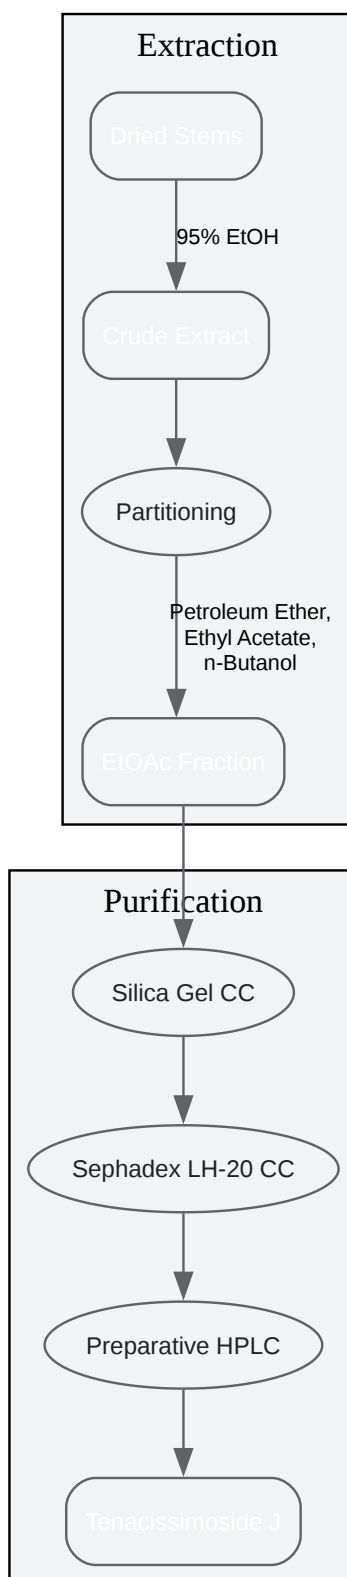 Extraction
Dried Stems
95% EtOH
Crude Extract
Partitioning
Petroleum Ether,
Ethyl Acetate,
n-Butanol
EtOAc Fraction
Purification
Silica Gel CC
Sephadex LH-20 CC
Preparative HPLC
Tenacissimoside J